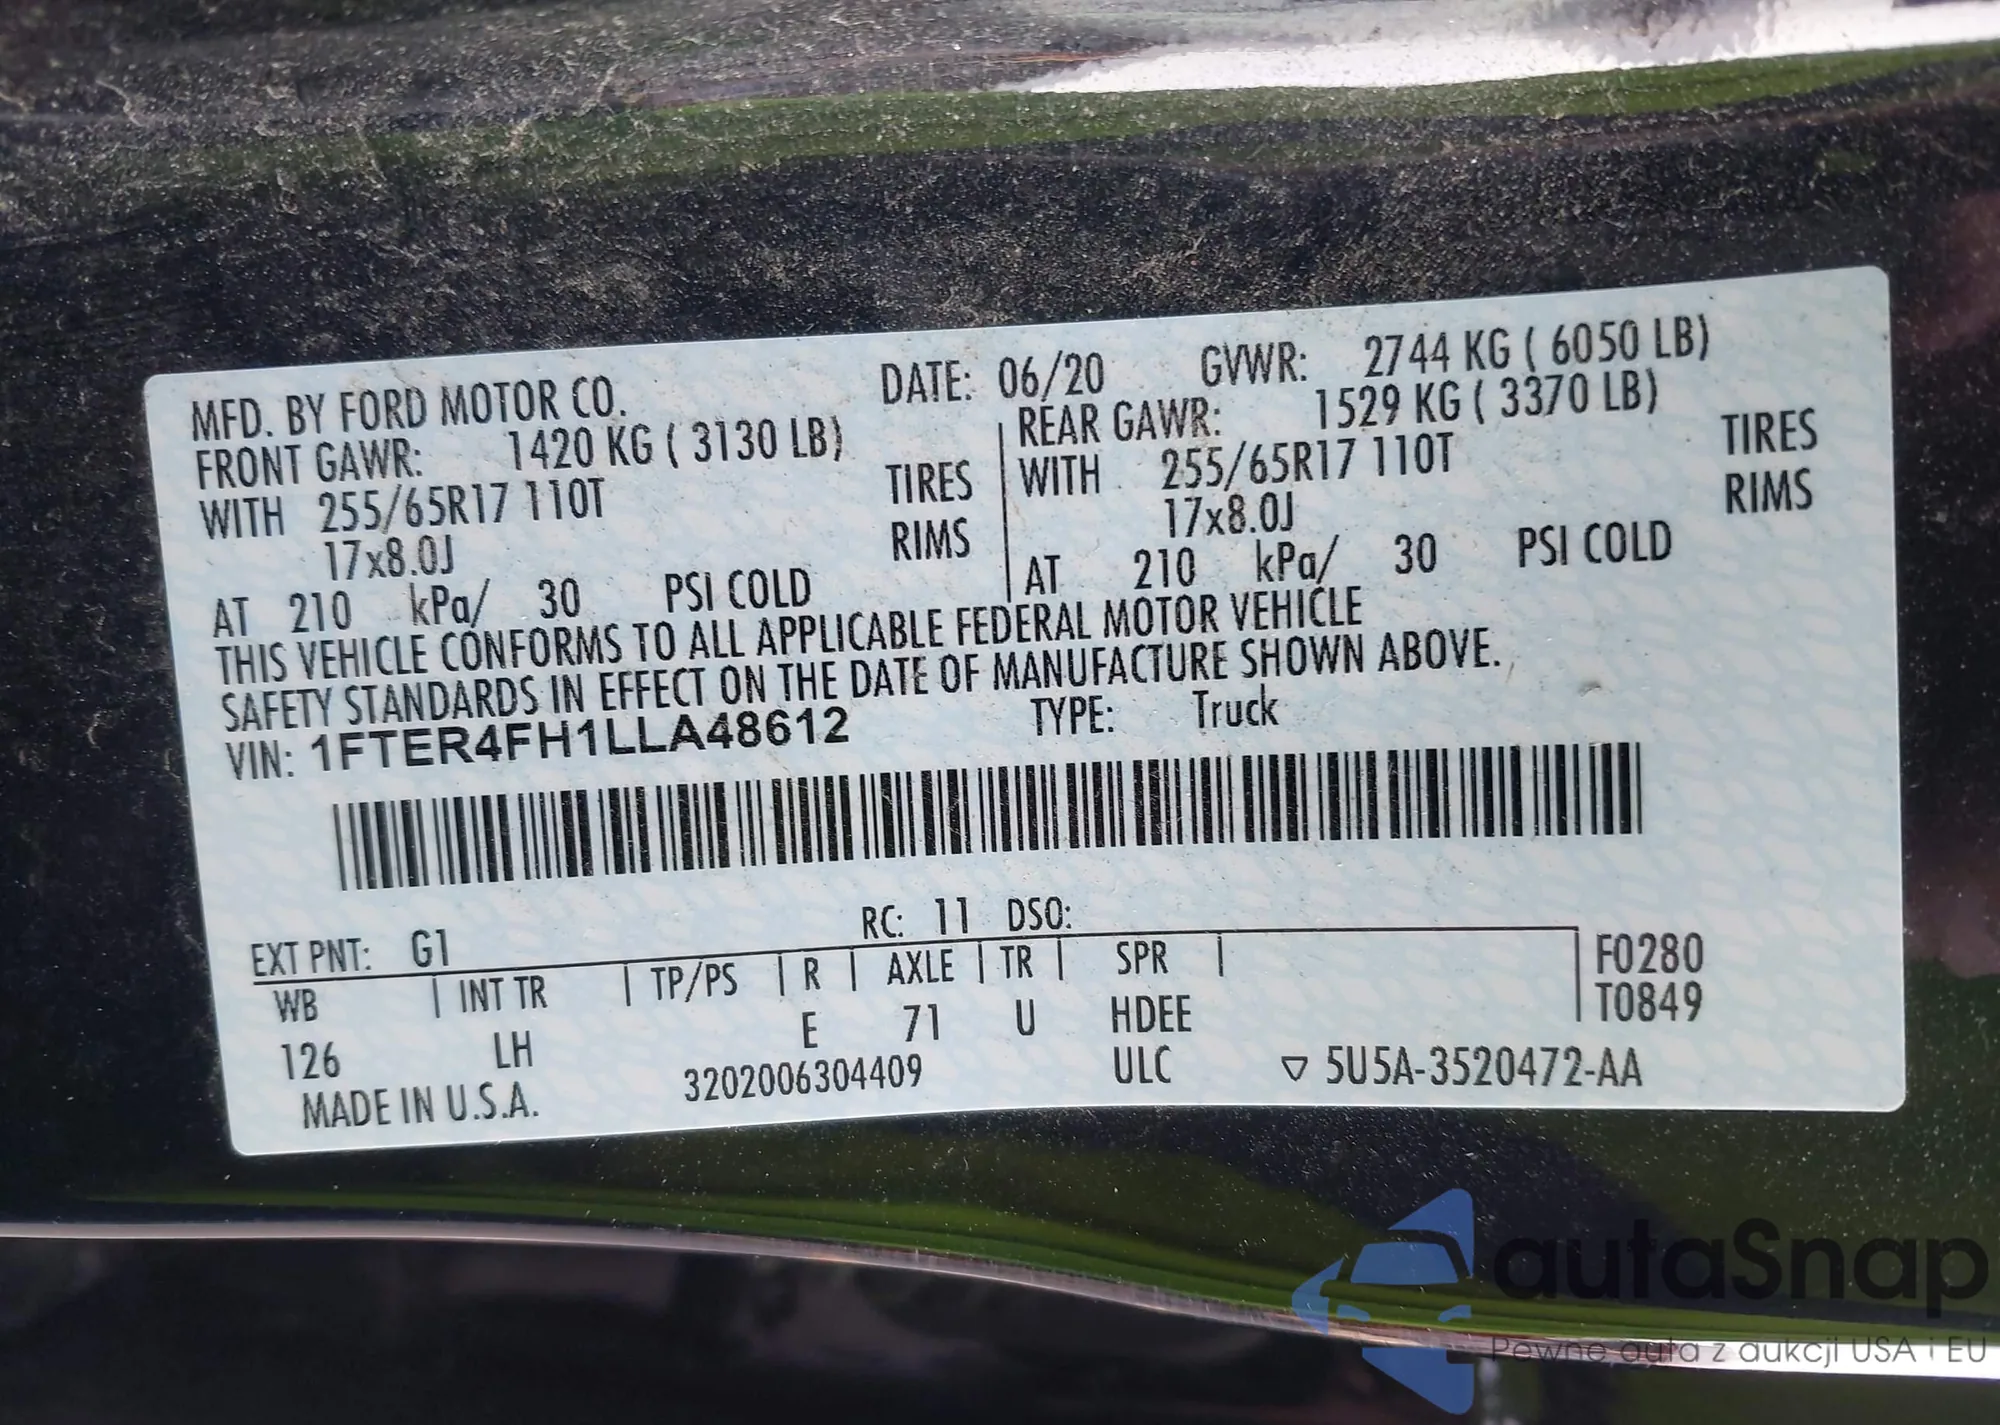 MFD. BY FORD MOTOR CO. DATE: 06/20 GVWR: 2744 KG ( 6050 LB)
FRONT GAWR: 1420 KG ( 3130 LB) REAR GAWR: 1529 KG ( 3370 LB)
WITH 255/65R17 110T TIRES WITH 255/65R17 110T TIRES
17x8.0J RIMS 17x8.0J RIMS
AT 210 kPa/ 30 PSI COLD AT 210 kPa/ 30 PSI COLD
THIS VEHICLE CONFORMS TO ALL APPLICABLE FEDERAL MOTOR VEHICLE
SAFETY STANDARDS IN EFFECT ON THE DATE OF MANUFACTURE SHOWN ABOVE.
VIN: 1FTER4FH1LLA48612 TYPE: Truck
EXT PNT: G1 RC: 11 DSO:
WB INT TR TP/PS R AXLE TR SPR F0280
126 LH E 71 U HDEE T0849
MADE IN U.S.A. 3202006304409 ULC ▽ 5U5A-3520472-AA
autaSnap
Pewne auta z aukcji USA i EU